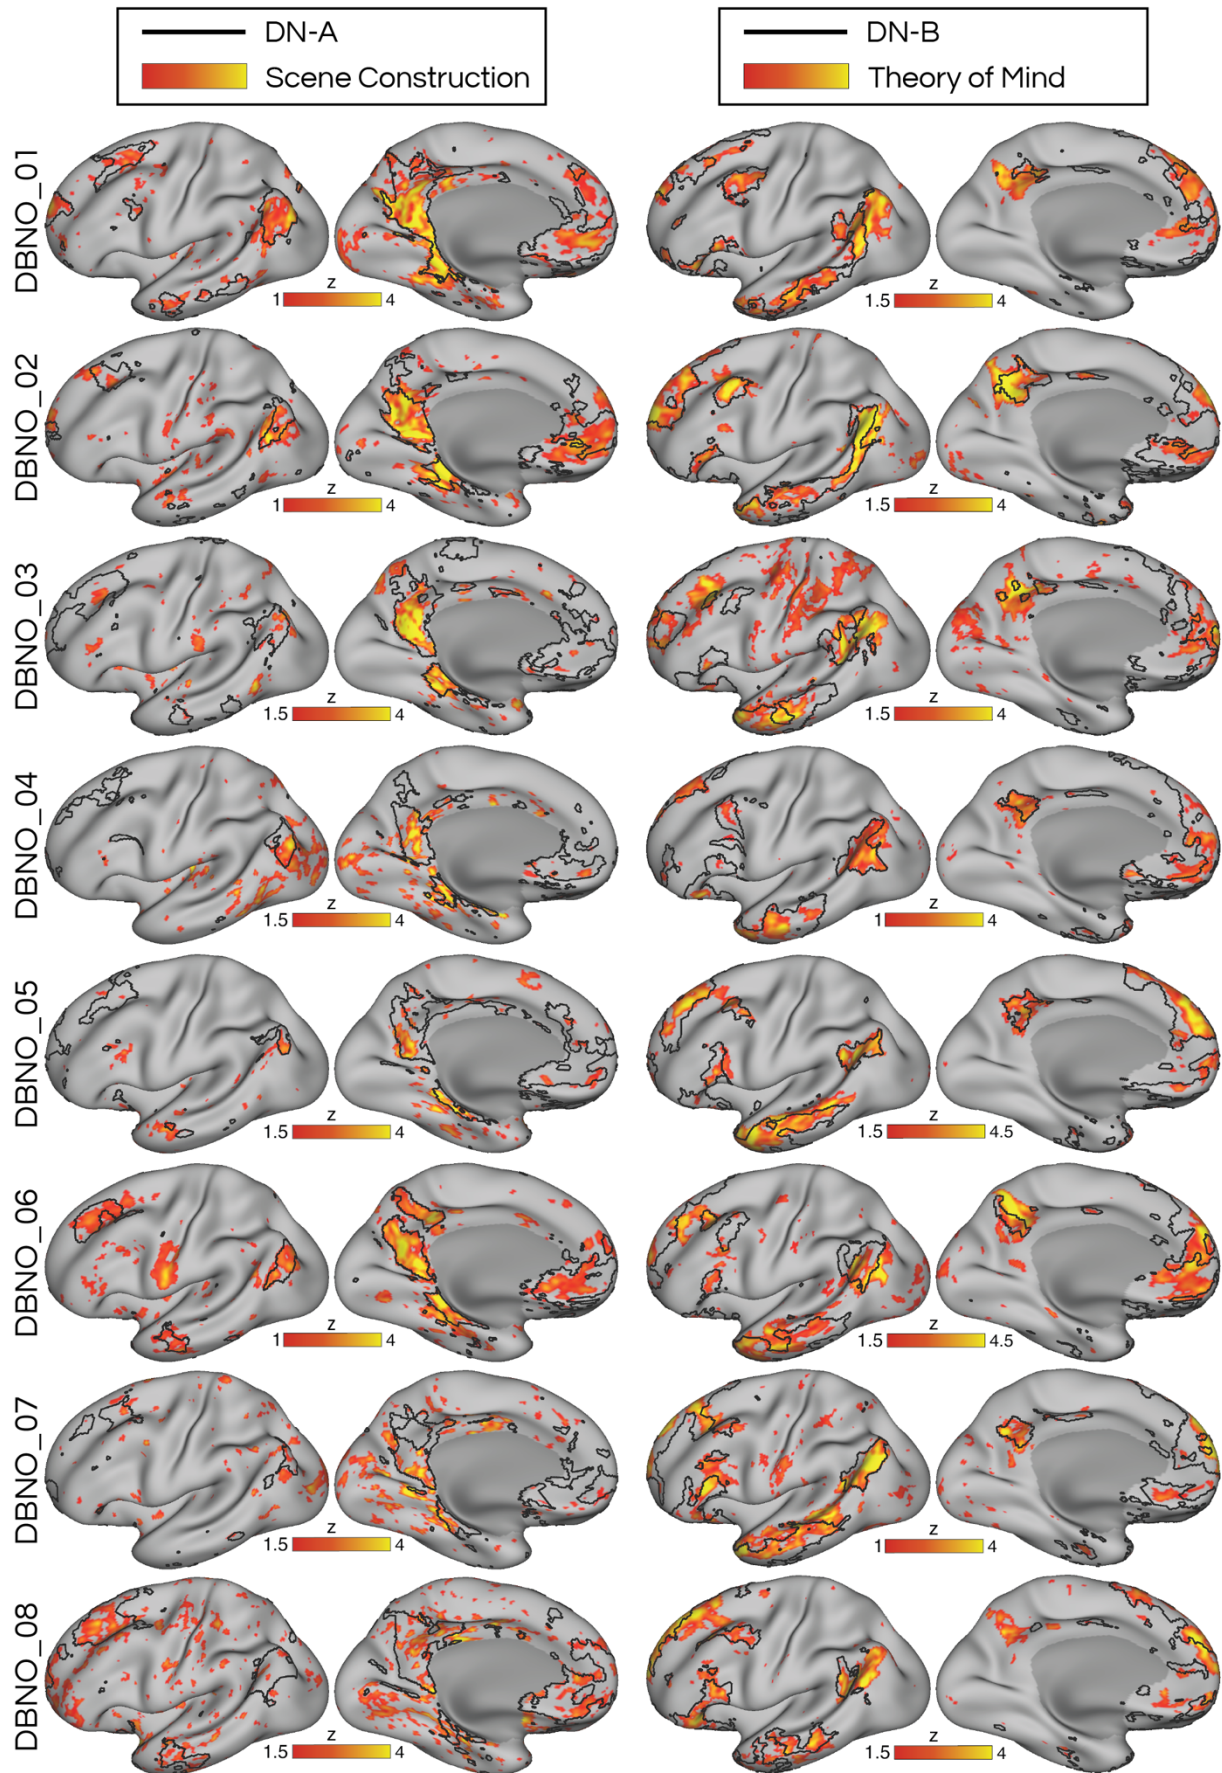 DN-A
Scene Construction
DN-B
Theory of Mind
DBNO_01
z
1 4
z
1.5 4
DBNO_02
z
1 4
z
1.5 4
DBNO_03
z
1.5 4
z
1.5 4
DBNO_04
z
1.5 4
z
1 4
DBNO_05
z
1.5 4
z
1.5 4.5
DBNO_06
z
1 4
z
1.5 4.5
DBNO_07
z
1.5 4
z
1 4
DBNO_08
z
1.5 4
z
1.5 4